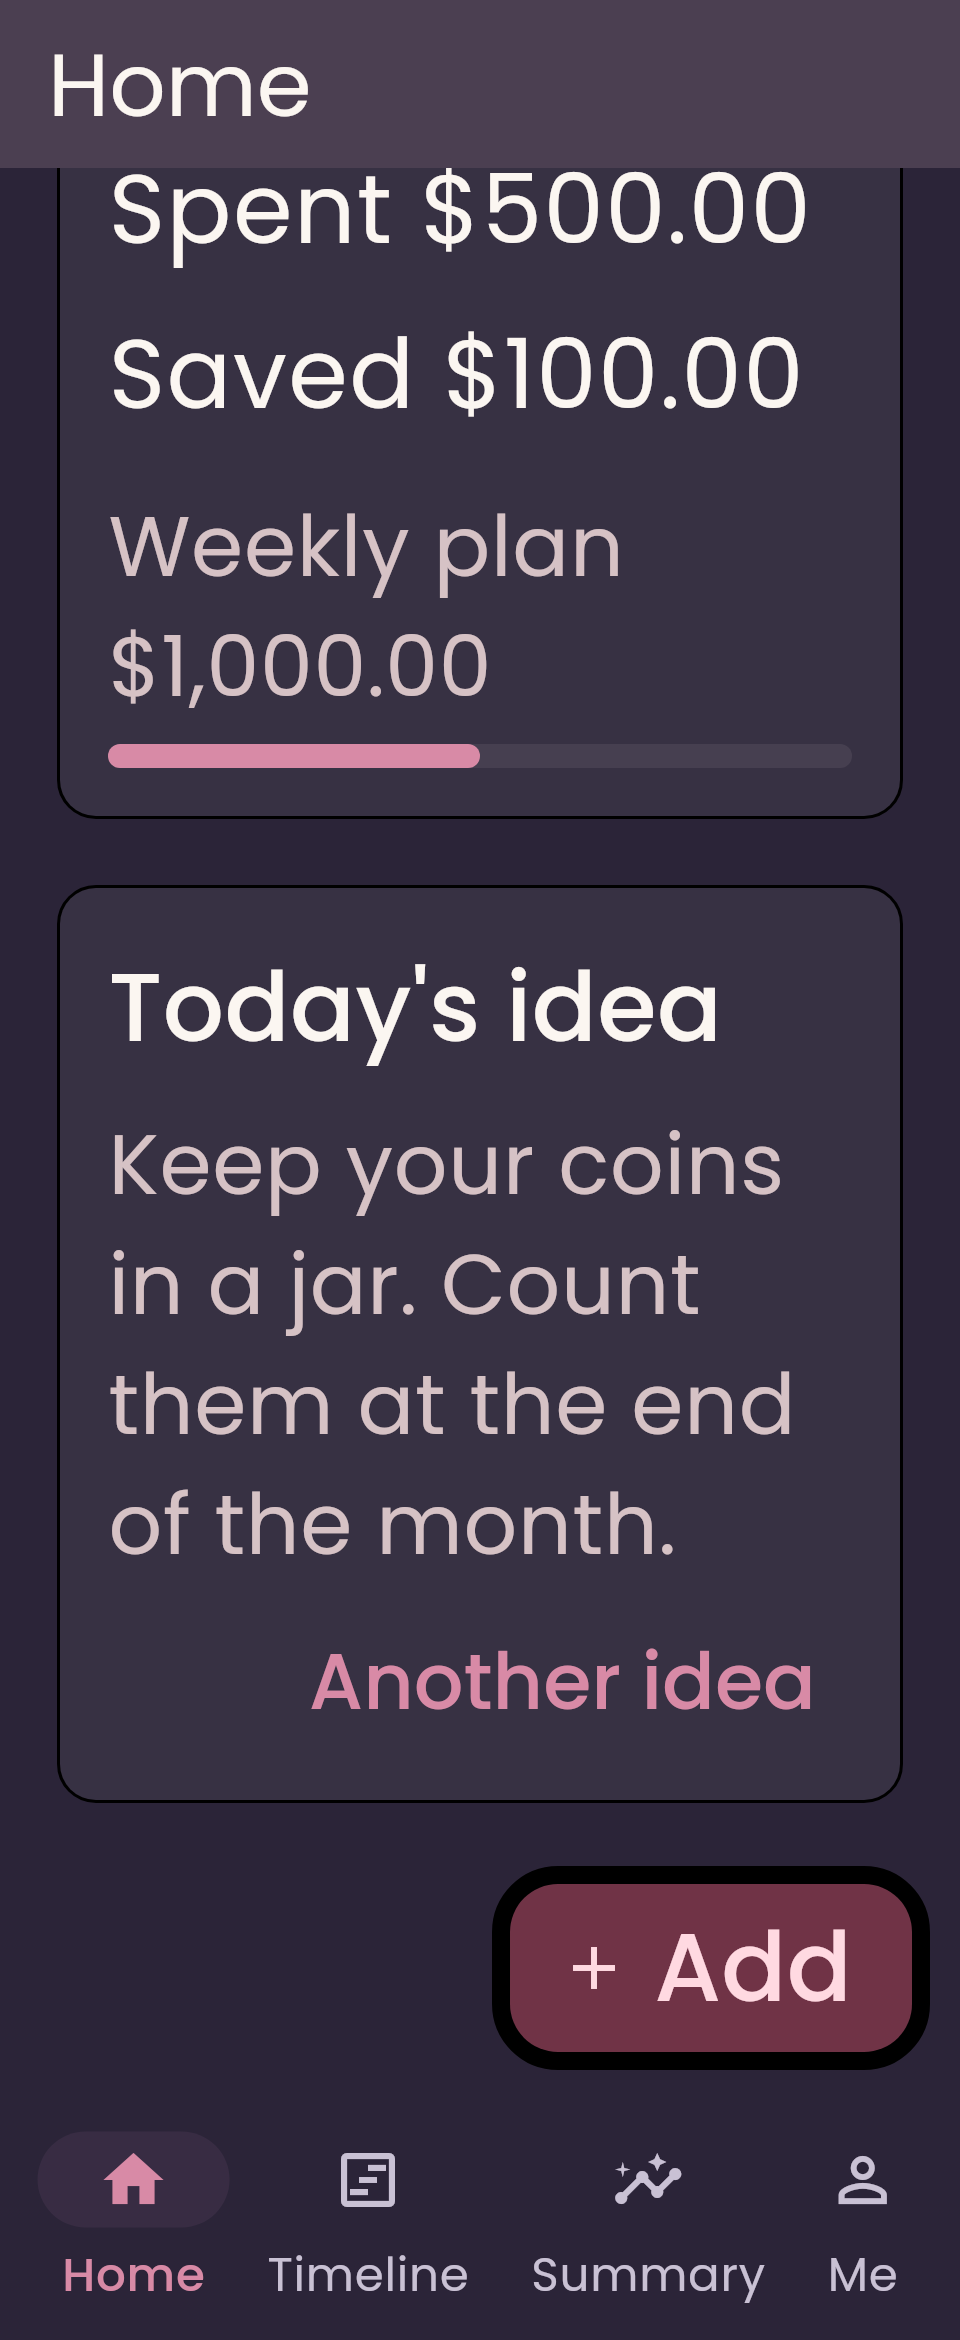 Home
Spent $500.00
Saved $100.00
Weekly plan
$1,000.00
Today's idea
Keep your coins
in a jar. Count
them at the end
of the month.
Another idea
+ Add
Home
Timeline
Summary
Me